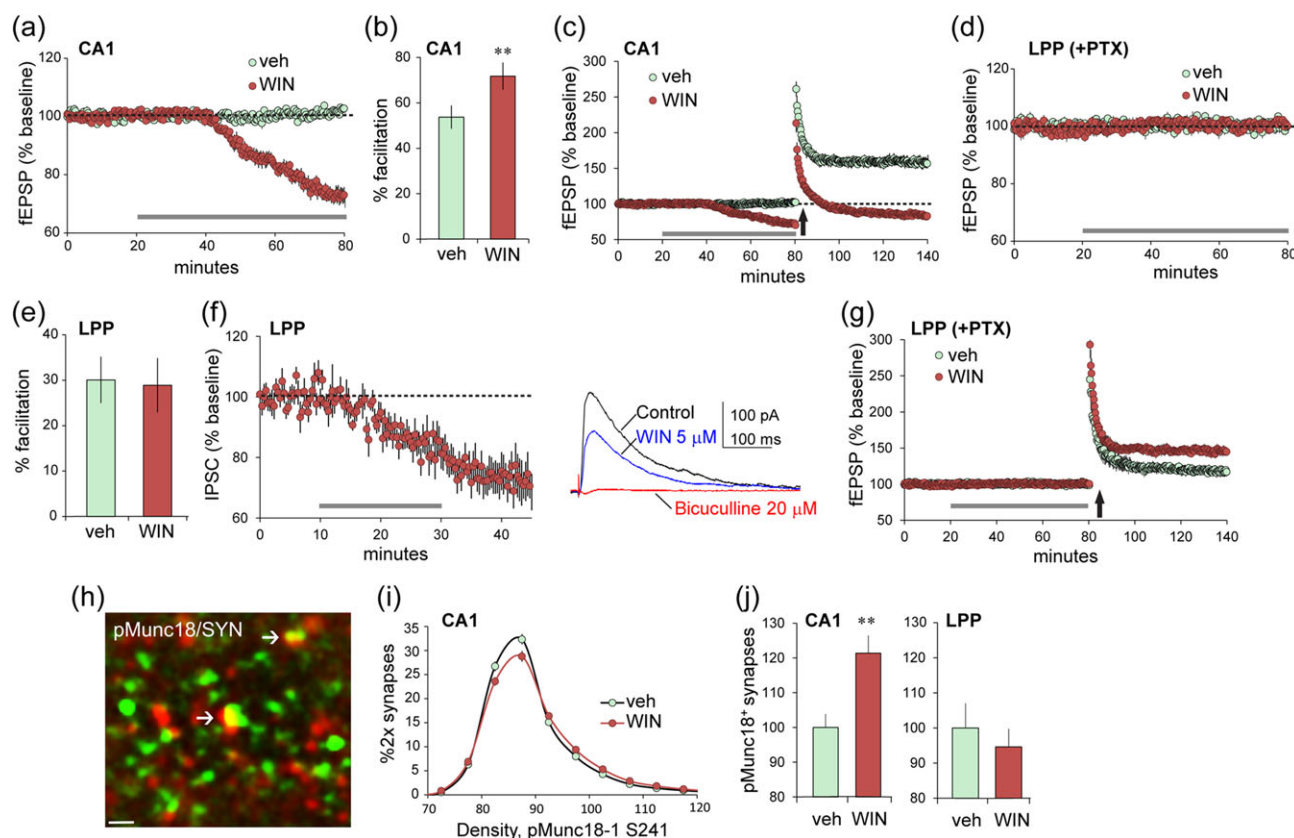 (a) CA1
fEPSP (% baseline)
120
100
80
60
veh
WIN
0 20 40 60 80
minutes
(b) CA1
% facilitation
80
60
40
20
0
**
veh WIN
(c) CA1
fEPSP (% baseline)
300
250
200
150
100
50
veh
WIN
0 20 40 60 80 100 120 140
minutes
(d) LPP (+PTX)
fEPSP (% baseline)
120
100
80
60
veh
WIN
0 20 40 60 80
minutes
(e) LPP
% facilitation
40
30
20
10
0
veh WIN
(f) LPP
IPSC (% baseline)
120
100
80
60
0 10 20 30 40
minutes
Control
WIN 5 μM
100 pA
100 ms
Bicuculline 20 μM
(g) LPP (+PTX)
fEPSP (% baseline)
300
250
200
150
100
50
veh
WIN
0 20 40 60 80 100 120 140
minutes
(h)
pMunc18/SYN
(i) CA1
%2x synapses
35
30
25
20
15
10
5
0
veh
WIN
70 80 90 100 110 120
Density, pMunc18-1 S241
(j) CA1
pMunc18+ synapses
130
120
110
100
90
80
**
veh WIN
LPP
130
120
110
100
90
80
veh WIN